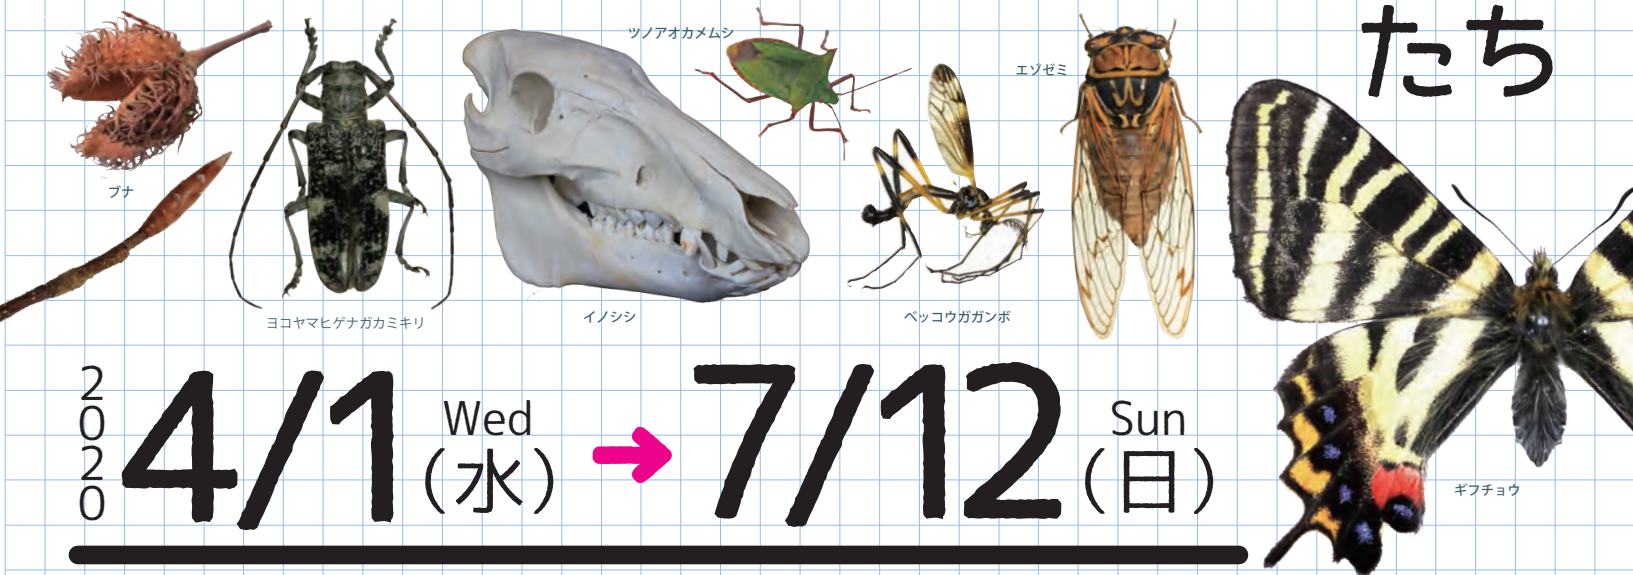 たち
ツノアオカメムシ
エゾゼミ
ブナ
ヨコヤマヒゲナガカミキリ
イノシシ
ベッコウガガンボ
ギフチョウ
2020 4/1 Wed (水) → 7/12 Sun (日)